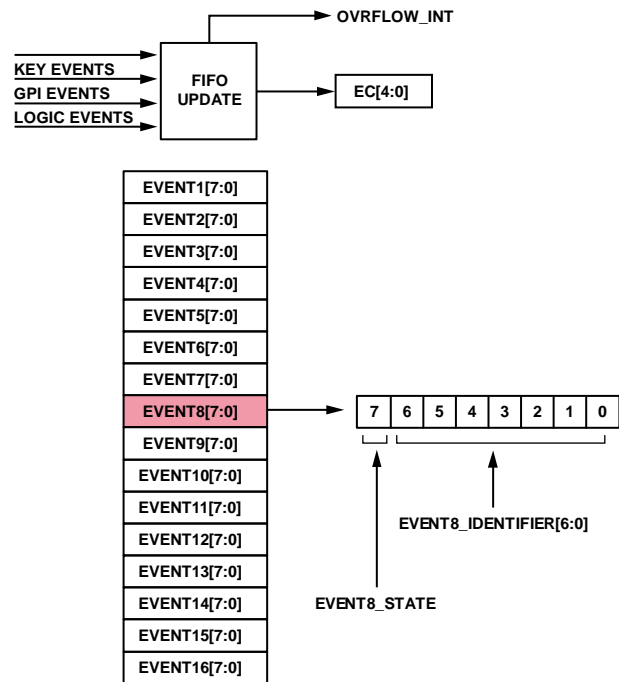 OVRFLOW_INT
KEY EVENTS
GPI EVENTS
LOGIC EVENTS
FIFO
UPDATE
EC[4:0]
EVENT1[7:0]
EVENT2[7:0]
EVENT3[7:0]
EVENT4[7:0]
EVENT5[7:0]
EVENT6[7:0]
EVENT7[7:0]
EVENT8[7:0]
7 6 5 4 3 2 1 0
EVENT9[7:0]
EVENT10[7:0]
EVENT11[7:0]
EVENT12[7:0]
EVENT13[7:0]
EVENT14[7:0]
EVENT15[7:0]
EVENT16[7:0]
EVENT8_IDENTIFIER[6:0]
EVENT8_STATE